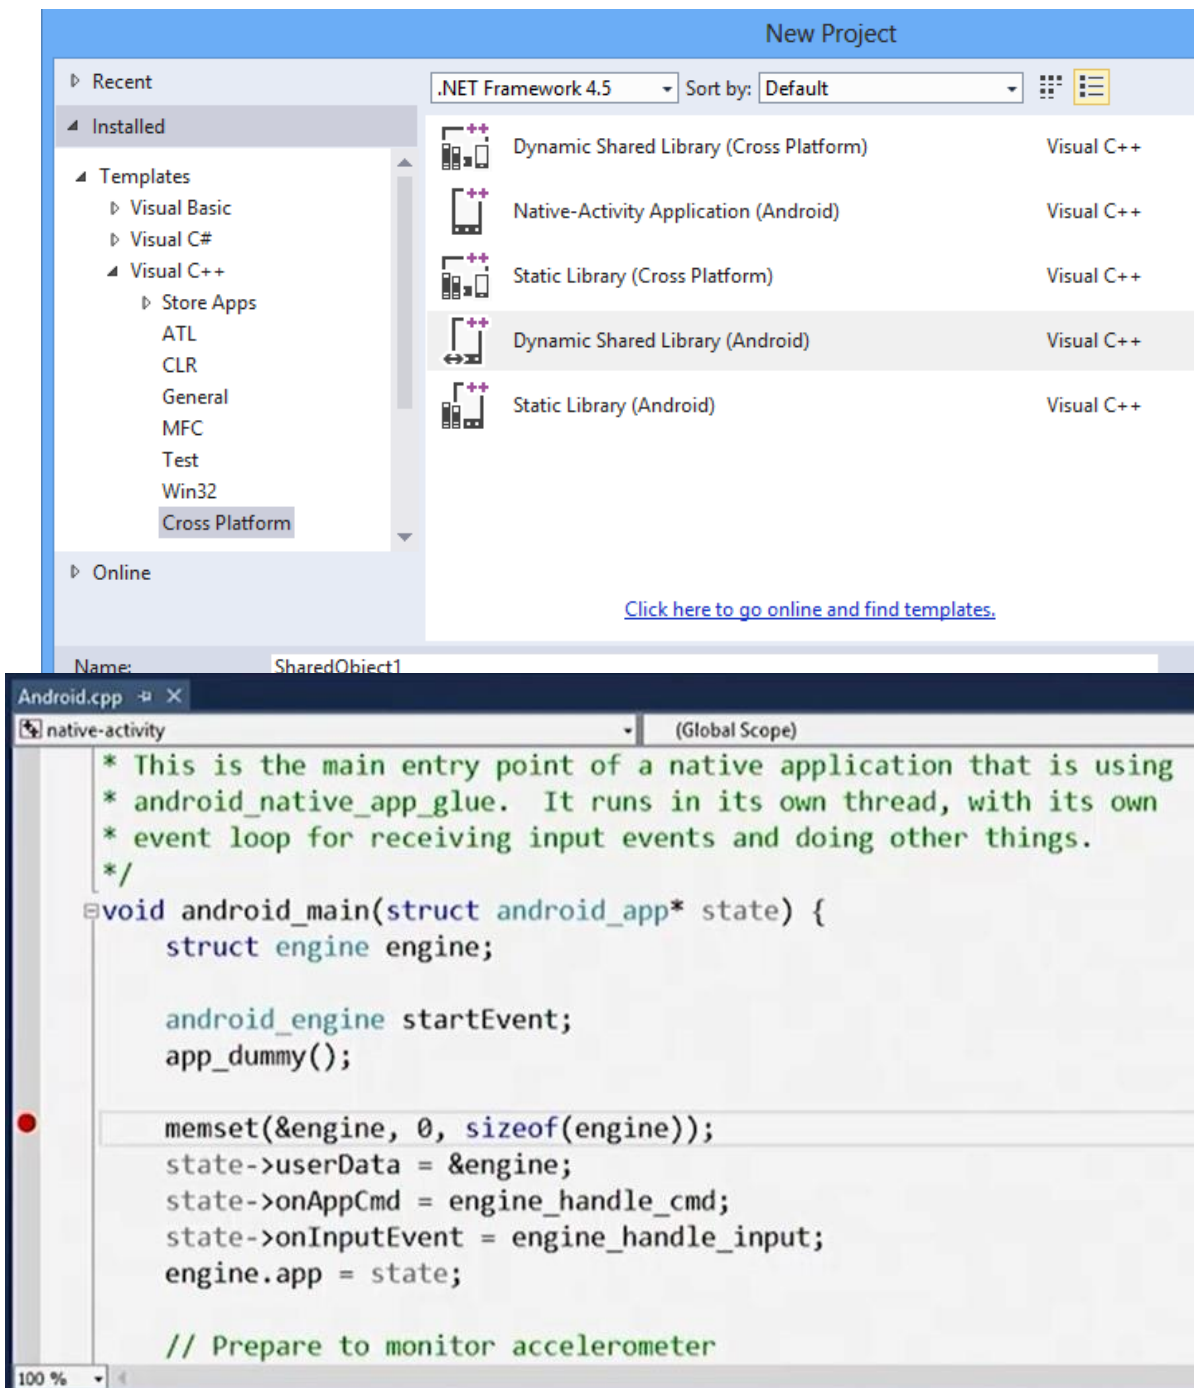 New Project
Recent
.NET Framework 4.5 Sort by: Default
Installed
Templates
Visual Basic
Visual C#
Visual C++
Store Apps
ATL
CLR
General
MFC
Test
Win32
Cross Platform
Online
Dynamic Shared Library (Cross Platform) Visual C++
Native-Activity Application (Android) Visual C++
Static Library (Cross Platform) Visual C++
Dynamic Shared Library (Android) Visual C++
Static Library (Android) Visual C++
Click here to go online and find templates.
Name: SharedObject1
Android.cpp
native-activity (Global Scope)
* This is the main entry point of a native application that is using
* android_native_app_glue.  It runs in its own thread, with its own
* event loop for receiving input events and doing other things.
*/
void android_main(struct android_app* state) {
struct engine engine;
android_engine startEvent;
app_dummy();
memset(&engine, 0, sizeof(engine));
state->userData = &engine;
state->onAppCmd = engine_handle_cmd;
state->onInputEvent = engine_handle_input;
engine.app = state;
// Prepare to monitor accelerometer
100 %